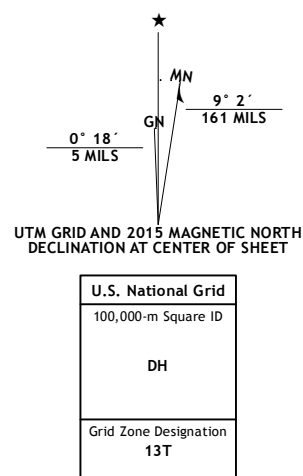 ★
MN
GN
9° 2´
161 MILS
0° 18´
5 MILS
UTM GRID AND 2015 MAGNETIC NORTH
DECLINATION AT CENTER OF SHEET
U.S. National Grid
100,000-m Square ID
DH
Grid Zone Designation
13T